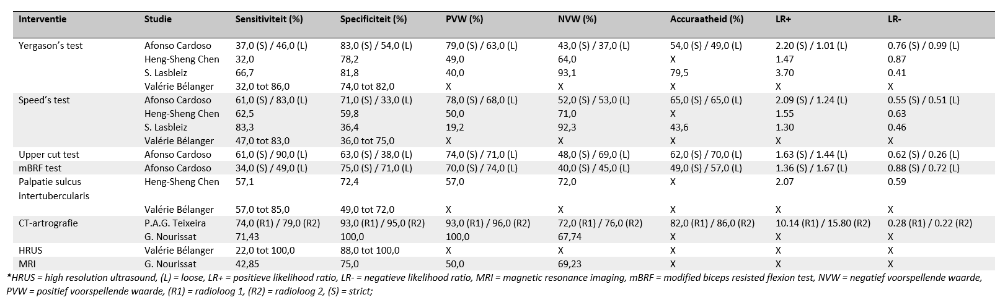 Interventie Studie Sensitiviteit (%) Specificiteit (%) PVW (%) NVW (%) Accuraatheid (%) LR+ LR-
Yergason's test Afonso Cardoso 37,0 (S) / 46,0 (L) 83,0 (S) / 54,0 (L) 79,0 (S) / 63,0 (L) 43,0 (S) / 37,0 (L) 54,0 (S) / 49,0 (L) 2.20 (S) / 1.01 (L) 0.76 (S) / 0.99 (L)
Heng-Sheng Chen 32,0 78,2 49,0 64,0 X 1.47 0.87
S. Lasbleiz 66,7 81,8 40,0 93,1 79,5 3.70 0.41
Valérie Bélanger 32,0 tot 86,0 74,0 tot 82,0 X X X X X
Speed's test Afonso Cardoso 61,0 (S) / 83,0 (L) 71,0 (S) / 33,0 (L) 78,0 (S) / 68,0 (L) 52,0 (S) / 53,0 (L) 65,0 (S) / 65,0 (L) 2.09 (S) / 1.24 (L) 0.55 (S) / 0.51 (L)
Heng-Sheng Chen 62,5 59,8 50,0 71,0 X 1.55 0.63
S. Lasbleiz 83,3 36,4 19,2 92,3 43,6 1.30 0.46
Valérie Bélanger 47,0 tot 83,0 36,0 tot 75,0 X X X X X
Upper cut test Afonso Cardoso 61,0 (S) / 90,0 (L) 63,0 (S) / 38,0 (L) 74,0 (S) / 71,0 (L) 48,0 (S) / 69,0 (L) 62,0 (S) / 70,0 (L) 1.63 (S) / 1.44 (L) 0.62 (S) / 0.26 (L)
mBRF test Afonso Cardoso 34,0 (S) / 49,0 (L) 75,0 (S) / 71,0 (L) 70,0 (S) / 74,0 (L) 40,0 (S) / 45,0 (L) 49,0 (S) / 57,0 (L) 1.36 (S) / 1.67 (L) 0.88 (S) / 0.72 (L)
Palpatie sulcus Heng-Sheng Chen 57,1 72,4 57,0 72,0 X 2.07 0.59
intertubercularis
Valérie Bélanger 57,0 tot 85,0 49,0 tot 72,0 X X X X X
CT-artrografie P.A.G. Teixeira 74,0 (R1) / 79,0 (R2) 93,0 (R1) / 95,0 (R2) 93,0 (R1) / 96,0 (R2) 72,0 (R1) / 76,0 (R2) 82,0 (R1) / 86,0 (R2) 10.14 (R1) / 15.80 (R2) 0.28 (R1) / 0.22 (R2)
G. Nourissat 71,43 100,0 100,0 67,74 X X X
HRUS Valérie Bélanger 22,0 tot 100,0 88,0 tot 100,0 X X X X X
MRI G. Nourissat 42,85 75,0 50,0 69,23 X X X
*HRUS = high resolution ultrasound, (L) = loose, LR+ = positieve likelihood ratio, LR- = negatieve likelihood ratio, MRI = magnetic resonance imaging, mBRF = modified biceps resisted flexion test, NVW = negatief voorspellende waarde,
PVW = positief voorspellende waarde, (R1) = radioloog 1, (R2) = radioloog 2, (S) = strict;